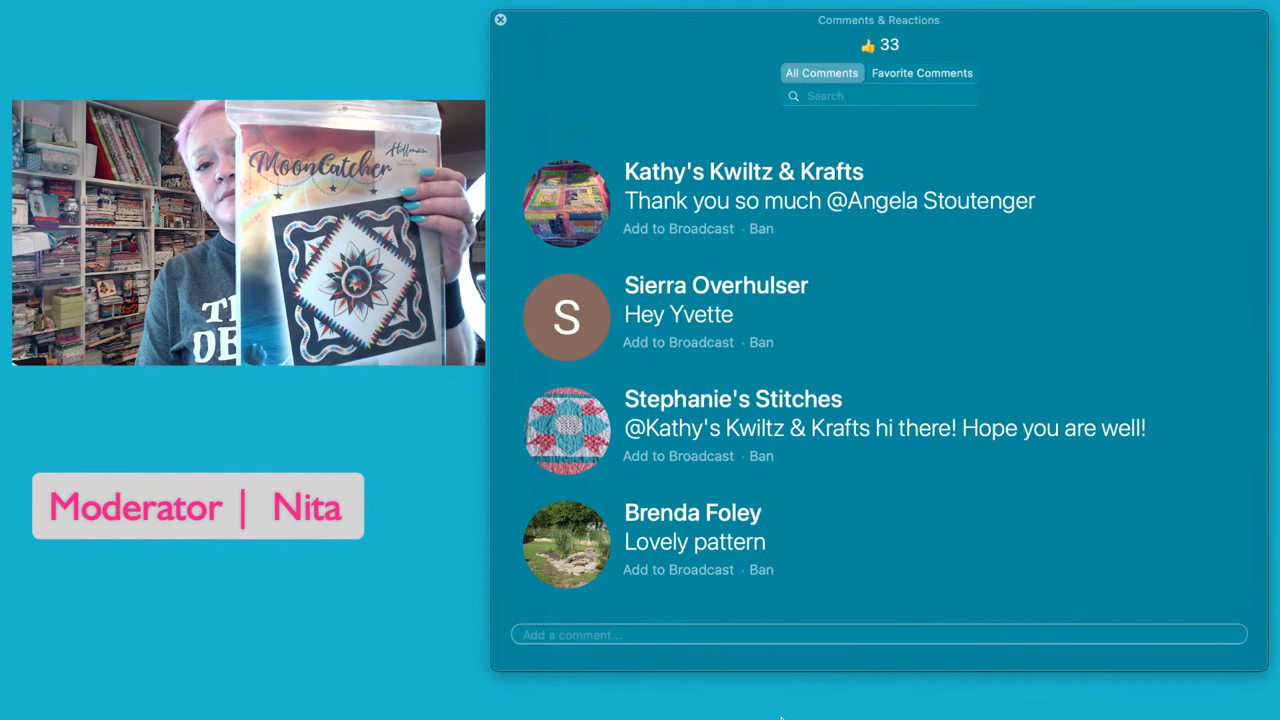 Comments & Reactions
👍 33
All Comments Favorite Comments
Search
MoonCatcher
Hoffman
TH
DE
Kathy's Kwiltz & Krafts
Thank you so much @Angela Stoutenger
Add to Broadcast · Ban
Sierra Overhulser
Hey Yvette
Add to Broadcast · Ban
S
Stephanie's Stitches
@Kathy's Kwiltz & Krafts hi there! Hope you are well!
Add to Broadcast · Ban
Moderator | Nita
Brenda Foley
Lovely pattern
Add to Broadcast · Ban
Add a comment...